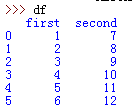 >>> df
   first  second
0      1       7
1      2       8
2      3       9
3      4      10
4      5      11
5      6      12